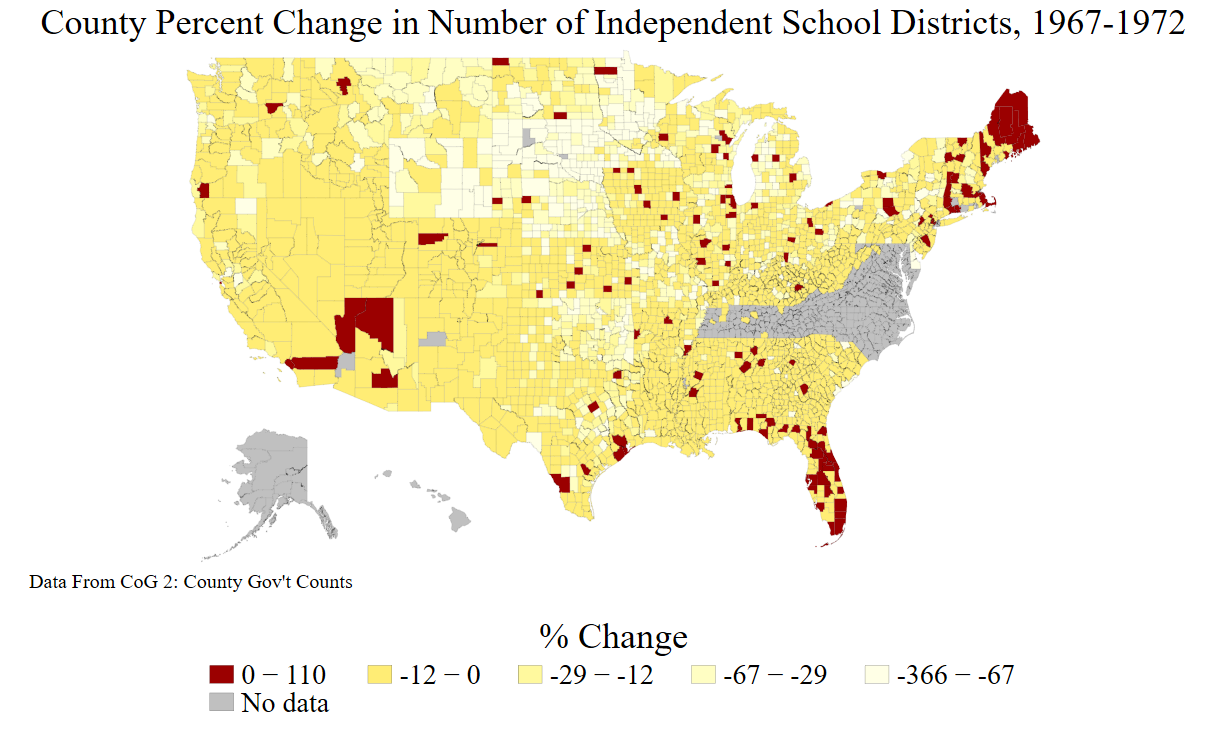 County Percent Change in Number of Independent School Districts, 1967-1972
Data From CoG 2: County Gov't Counts
% Change
0 − 110 -12 − 0 -29 − -12 -67 − -29 -366 − -67
No data